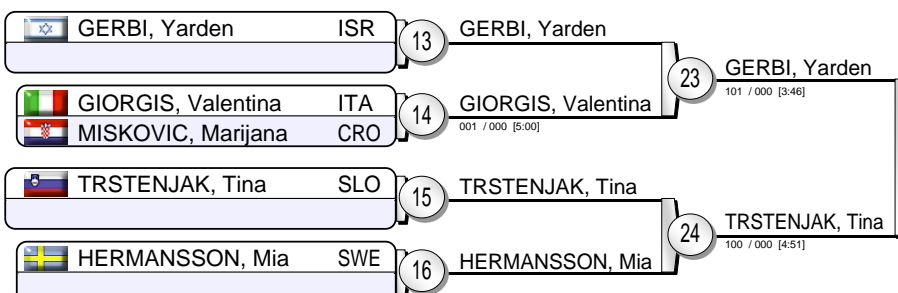 GERBI, Yarden ISR
13
GERBI, Yarden
GIORGIS, Valentina ITA
MISKOVIC, Marijana CRO
14
GIORGIS, Valentina
001 / 000 [5:00]
23
GERBI, Yarden
101 / 000 [3:46]
TRSTENJAK, Tina SLO
15
TRSTENJAK, Tina
HERMANSSON, Mia SWE
16
HERMANSSON, Mia
24
TRSTENJAK, Tina
100 / 000 [4:51]